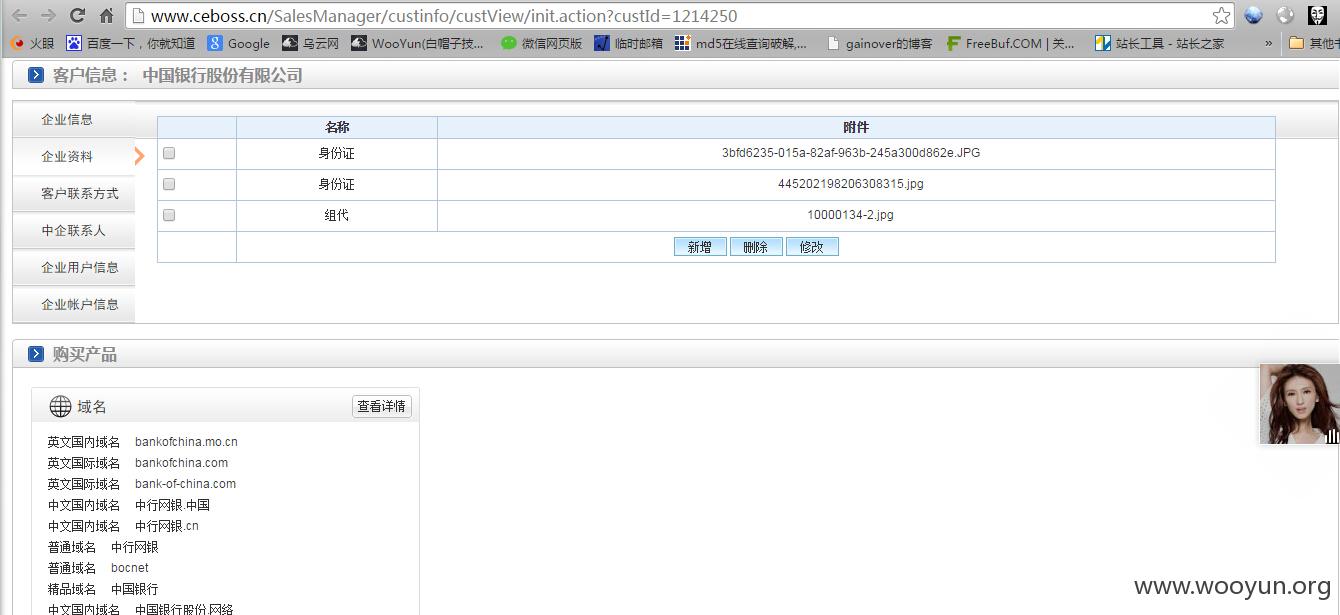 www.ceboss.cn/SalesManager/custinfo/custView/init.action?custId=1214250
火眼 百度一下，你就知道 Google 乌云网 WooYun(白帽子技... 微信网页版 临时邮箱 md5在线查询破解,... gainover的博客 FreeBuf.COM | 关... 站长工具 - 站长之家 » 其他书
客户信息： 中国银行股份有限公司
企业信息
企业资料
客户联系方式
中企联系人
企业用户信息
企业帐户信息
名称 附件
身份证 3bfd6235-015a-82af-963b-245a300d862e.JPG
身份证 445202198206308315.jpg
组代 10000134-2.jpg
新增 删除 修改
购买产品
域名 查看详情
英文国内域名 bankofchina.mo.cn
英文国际域名 bankofchina.com
英文国际域名 bank-of-china.com
中文国内域名 中行网银.中国
中文国内域名 中行网银.cn
普通域名 中行网银
普通域名 bocnet
精品域名 中国银行
中文国内域名 中国银行股份.网络
www.wooyun.org